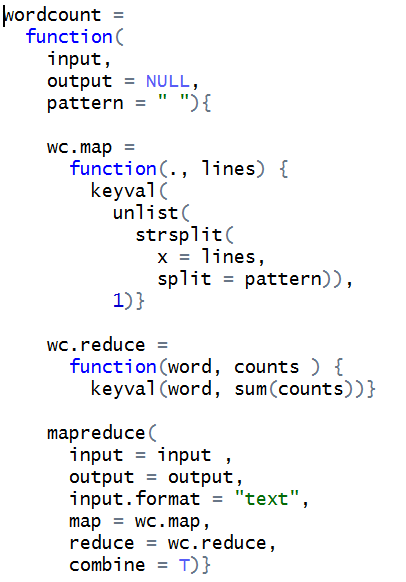 wordcount =
  function(
    input,
    output = NULL,
    pattern = " "){

    wc.map =
      function(., lines) {
        keyval(
          unlist(
            strsplit(
              x = lines,
              split = pattern)),
          1)}

    wc.reduce =
      function(word, counts ) {
        keyval(word, sum(counts))}

    mapreduce(
      input = input ,
      output = output,
      input.format = "text",
      map = wc.map,
      reduce = wc.reduce,
      combine = T)}